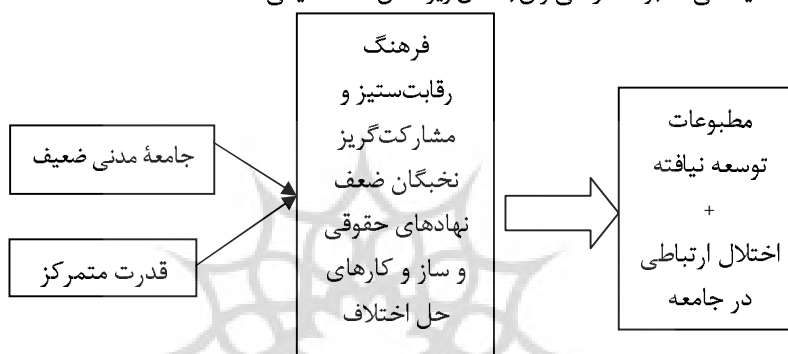 فرهنگ
رقابت‌ستیز و
مشارکت‌گریز
نخبگان ضعف
نهادهای حقوقی
و ساز و کارهای
حل اختلاف
مطبوعات
توسعه نیافته
+
اختلال ارتباطی
در جامعه
جامعهٔ مدنی ضعیف
قدرت متمرکز